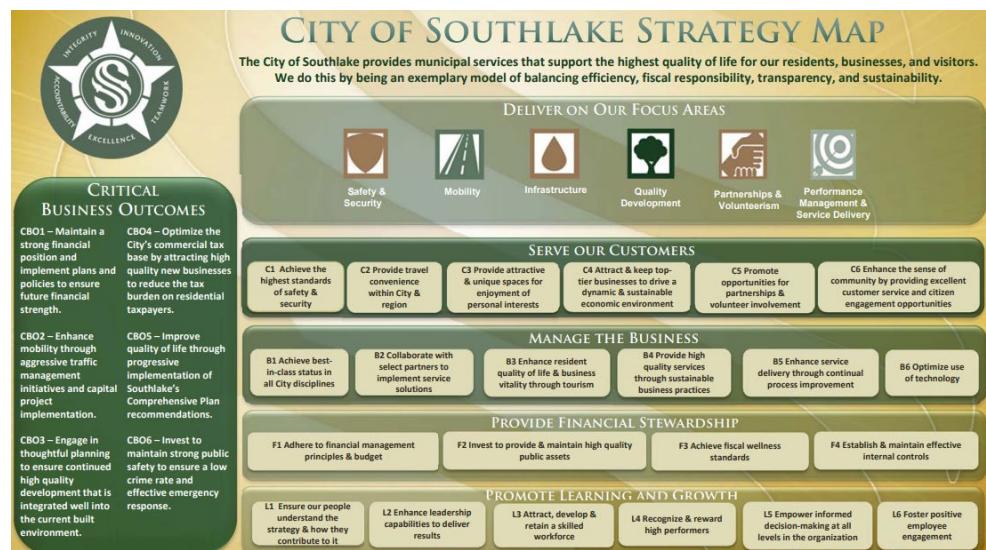 INTEGRITY
INNOVATION
TEAMWORK
EXCELLENCE
ACCOUNTABILITY
CITY OF SOUTHLAKE STRATEGY MAP
The City of Southlake provides municipal services that support the highest quality of life for our residents, businesses, and visitors.
We do this by being an exemplary model of balancing efficiency, fiscal responsibility, transparency, and sustainability.
DELIVER ON OUR FOCUS AREAS
Safety &
Security
Mobility
Infrastructure
Quality
Development
Partnerships &
Volunteerism
Performance
Management &
Service Delivery
CRITICAL
BUSINESS OUTCOMES
CBO1 – Maintain a
strong financial
position and
implement plans and
policies to ensure
future financial
strength.
CBO2 – Enhance
mobility through
aggressive traffic
management
initiatives and capital
project
implementation.
CBO3 – Engage in
thoughtful planning
to ensure continued
high quality
development that is
integrated well into
the current built
environment.
CBO4 – Optimize the
City's commercial tax
base by attracting high
quality new businesses
to reduce the tax
burden on residential
taxpayers.
CBO5 – Improve
quality of life through
progressive
implementation of
Southlake's
Comprehensive Plan
recommendations.
CBO6 – Invest to
maintain strong public
safety to ensure a low
crime rate and
effective emergency
response.
SERVE OUR CUSTOMERS
C1 Achieve the
highest standards
of safety &
security
C2 Provide travel
convenience
within City &
region
C3 Provide attractive
& unique spaces for
enjoyment of
personal interests
C4 Attract & keep top-
tier businesses to drive a
dynamic & sustainable
economic environment
C5 Promote
opportunities for
partnerships &
volunteer involvement
C6 Enhance the sense of
community by providing excellent
customer service and citizen
engagement opportunities
MANAGE THE BUSINESS
B1 Achieve best-
in-class status in
all City disciplines
B2 Collaborate with
select partners to
implement service
solutions
B3 Enhance resident
quality of life & business
vitality through tourism
B4 Provide high
quality services
through sustainable
business practices
B5 Enhance service
delivery through continual
process improvement
B6 Optimize use
of technology
PROVIDE FINANCIAL STEWARDSHIP
F1 Adhere to financial management
principles & budget
F2 Invest to provide & maintain high quality
public assets
F3 Achieve fiscal wellness
standards
F4 Establish & maintain effective
internal controls
PROMOTE LEARNING AND GROWTH
L1 Ensure our people
understand the
strategy & how they
contribute to it
L2 Enhance leadership
capabilities to deliver
results
L3 Attract, develop &
retain a skilled
workforce
L4 Recognize & reward
high performers
L5 Empower informed
decision-making at all
levels in the organization
L6 Foster positive
employee
engagement